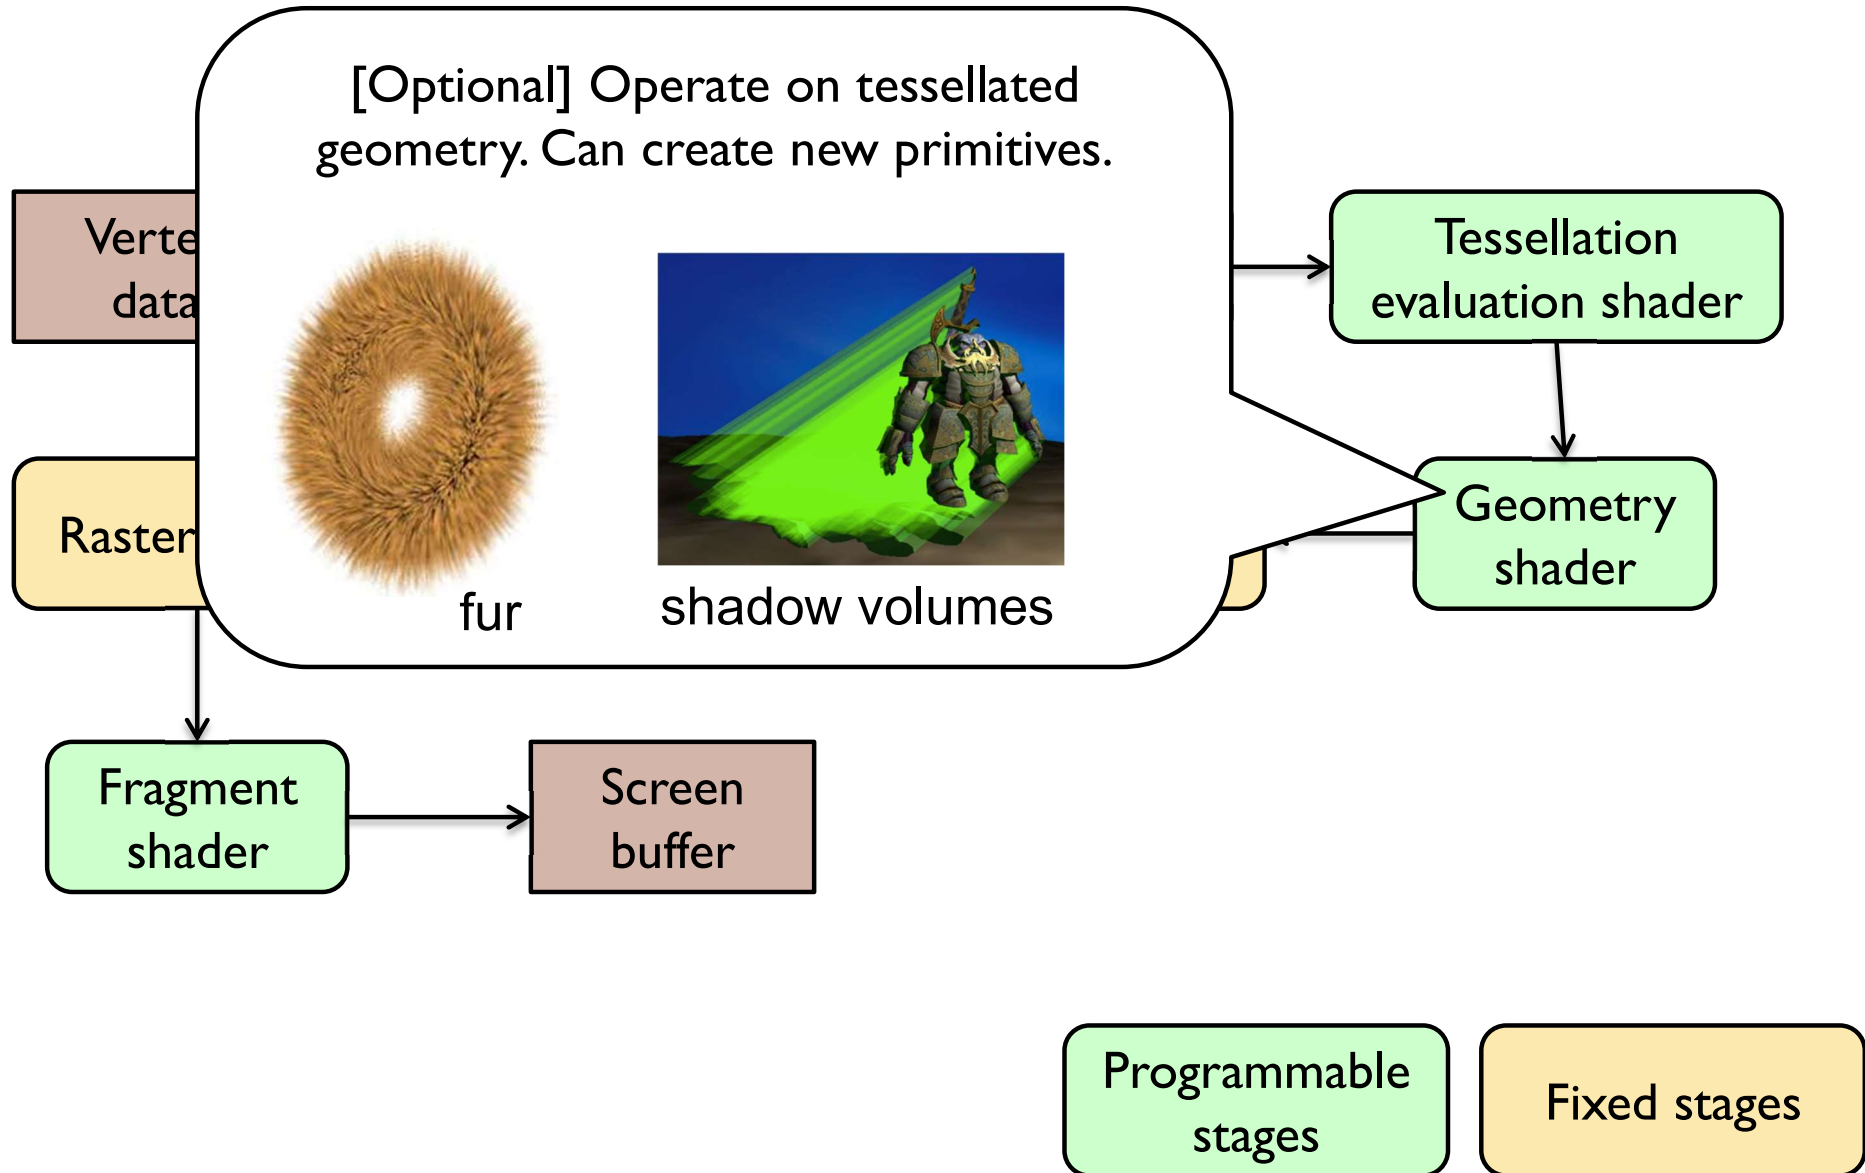 [Optional] Operate on tessellated
geometry. Can create new primitives.
Verte
data
Tessellation
evaluation shader
fur
shadow volumes
Raster
Geometry
shader
Fragment
shader
Screen
buffer
Programmable
stages
Fixed stages